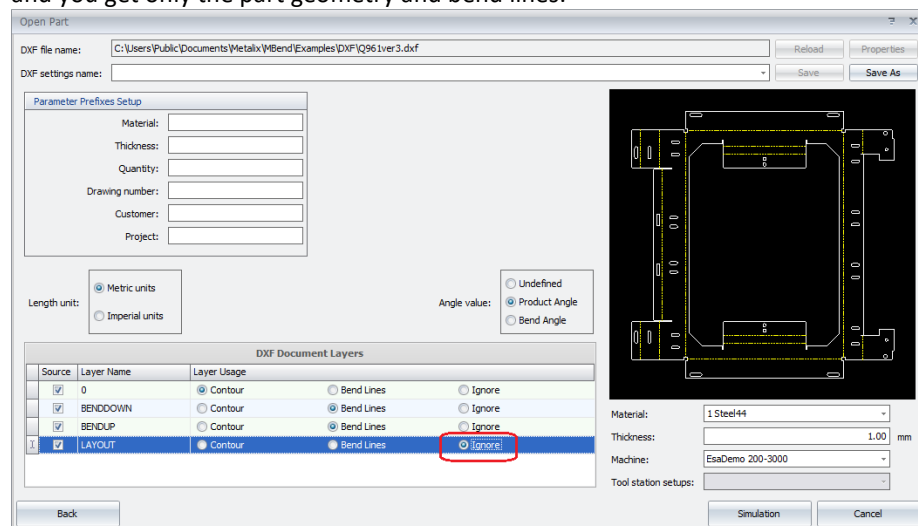 and you get only the part geometry and bend lines.
Open Part
DXF file name: C:\Users\Public\Documents\Metalix\MBend\Examples\DXF\Q961ver3.dxf Reload Properties
DXF settings name: Save Save As
Parameter Prefixes Setup
Material:
Thickness:
Quantity:
Drawing number:
Customer:
Project:
Length unit:
Metric units
Imperial units
Angle value:
Undefined
Product Angle
Bend Angle
DXF Document Layers
Source Layer Name Layer Usage
0 Contour Bend Lines Ignore
BENDDOWN Contour Bend Lines Ignore
BENDUP Contour Bend Lines Ignore
LAYOUT Contour Bend Lines Ignore
Material: 1 Steel44
Thickness: 1.00 mm
Machine: EsaDemo 200-3000
Tool station setups:
Back Simulation Cancel